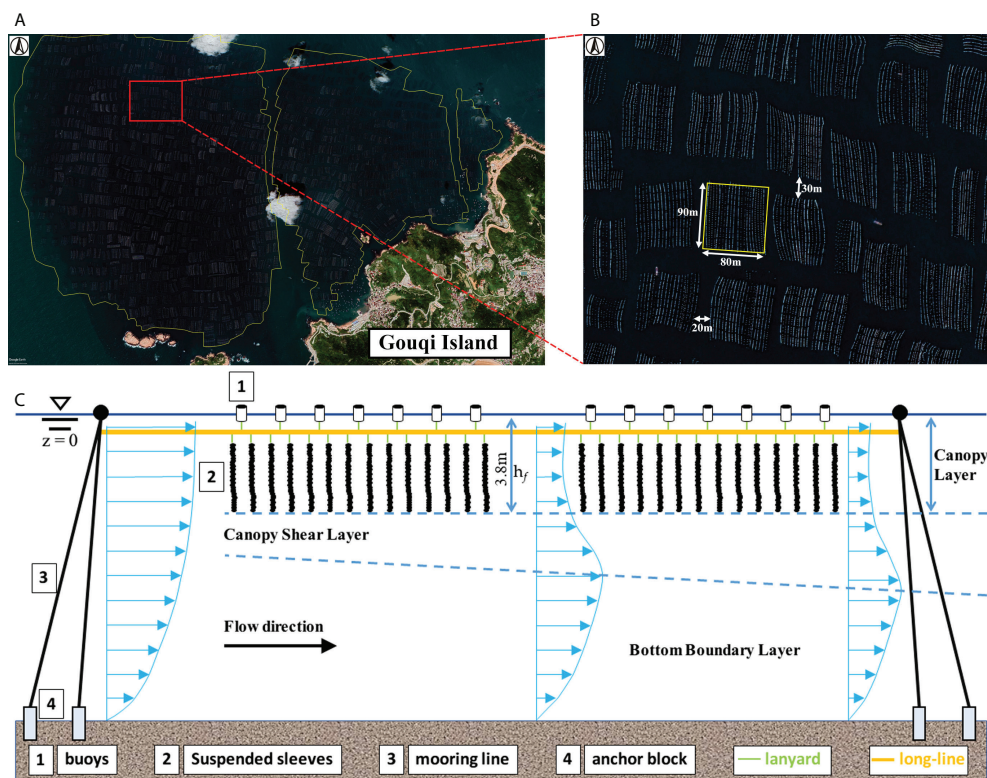 A
B
Gouqi Island
Google Earth
30m
90m
80m
20m
C
1
z = 0
2
3.8m
h_f
Canopy
Layer
Canopy Shear Layer
3
Flow direction
Bottom Boundary Layer
4
1 buoys 2 Suspended sleeves 3 mooring line 4 anchor block lanyard long-line